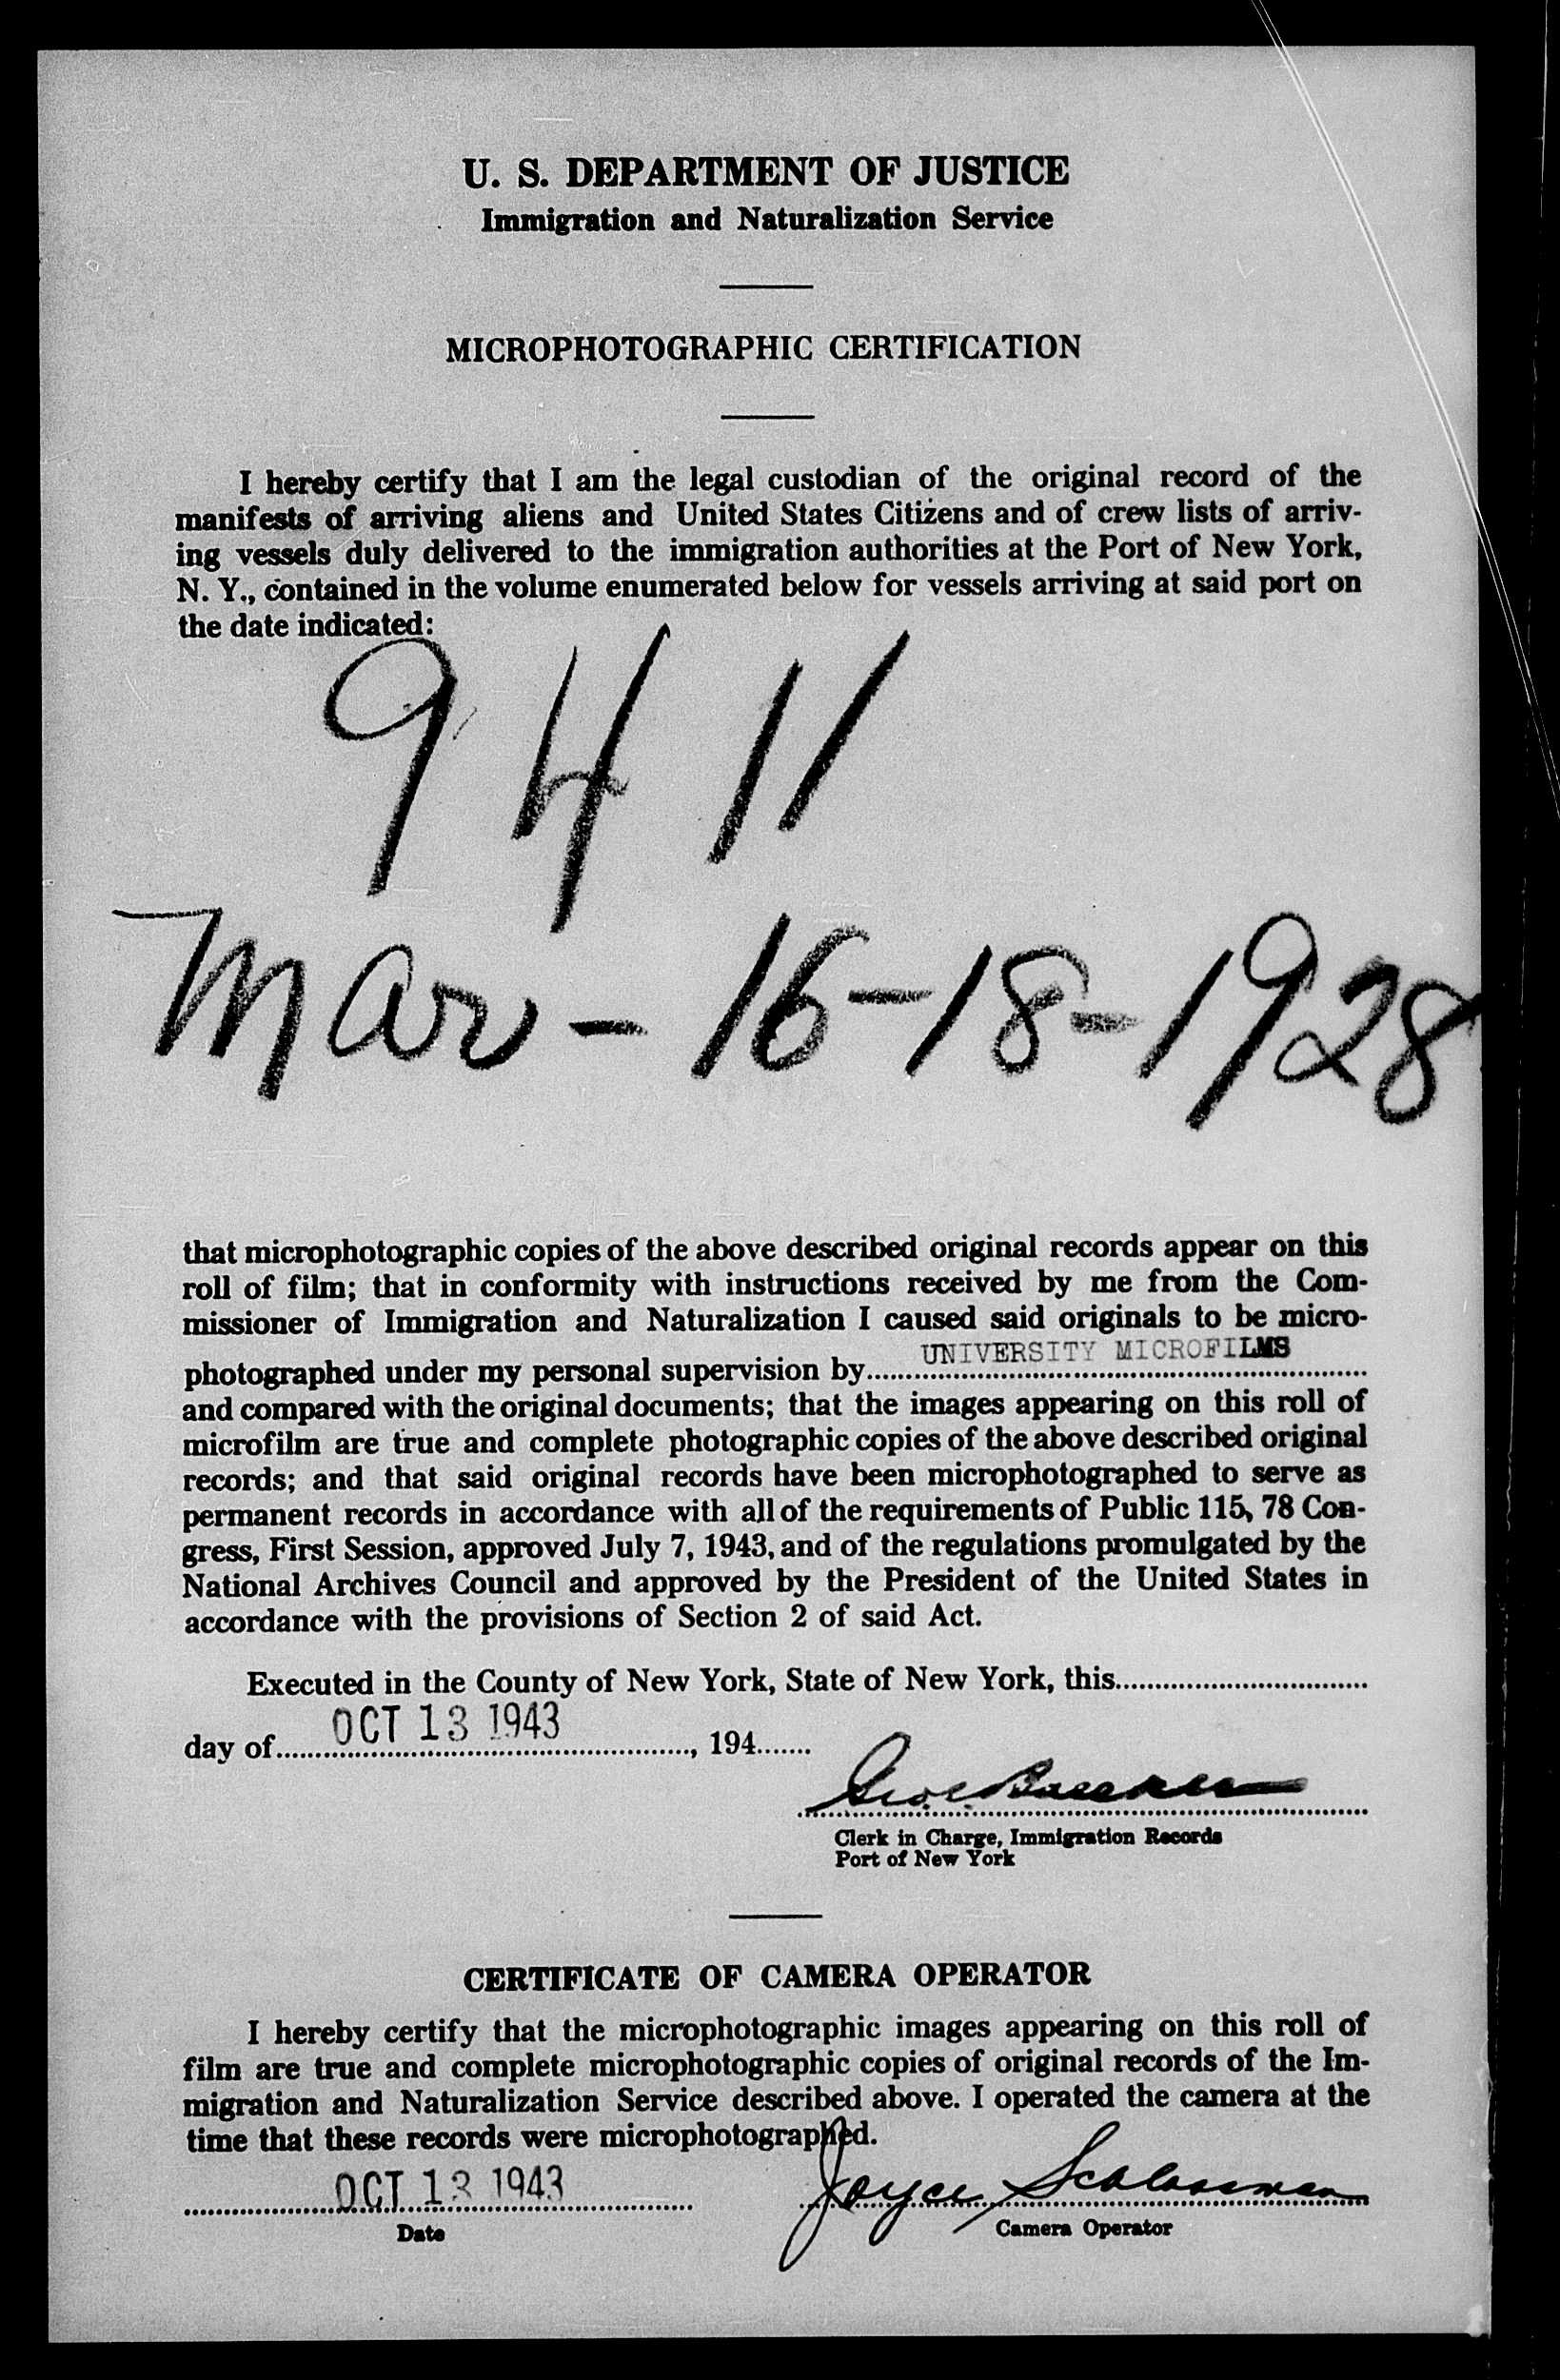 U. S. DEPARTMENT OF JUSTICE
Immigration and Naturalization Service
MICROPHOTOGRAPHIC CERTIFICATION
I hereby certify that I am the legal custodian of the original record of the
manifests of arriving aliens and United States Citizens and of crew lists of arriv-
ing vessels duly delivered to the immigration authorities at the Port of New York,
N. Y., contained in the volume enumerated below for vessels arriving at said port on
the date indicated:
9411
Mar - 16-18-1928
that microphotographic copies of the above described original records appear on this
roll of film; that in conformity with instructions received by me from the Com-
missioner of Immigration and Naturalization I caused said originals to be micro-
photographed under my personal supervision by UNIVERSITY MICROFILMS
and compared with the original documents; that the images appearing on this roll of
microfilm are true and complete photographic copies of the above described original
records; and that said original records have been microphotographed to serve as
permanent records in accordance with all of the requirements of Public 115, 78 Con-
gress, First Session, approved July 7, 1943, and of the regulations promulgated by the
National Archives Council and approved by the President of the United States in
accordance with the provisions of Section 2 of said Act.
Executed in the County of New York, State of New York, this
day of OCT 13 1943, 194
Clerk in Charge, Immigration Records
Port of New York
CERTIFICATE OF CAMERA OPERATOR
I hereby certify that the microphotographic images appearing on this roll of
film are true and complete microphotographic copies of original records of the Im-
migration and Naturalization Service described above. I operated the camera at the
time that these records were microphotographed.
OCT 13 1943 Joyce Schlossman
Date Camera Operator